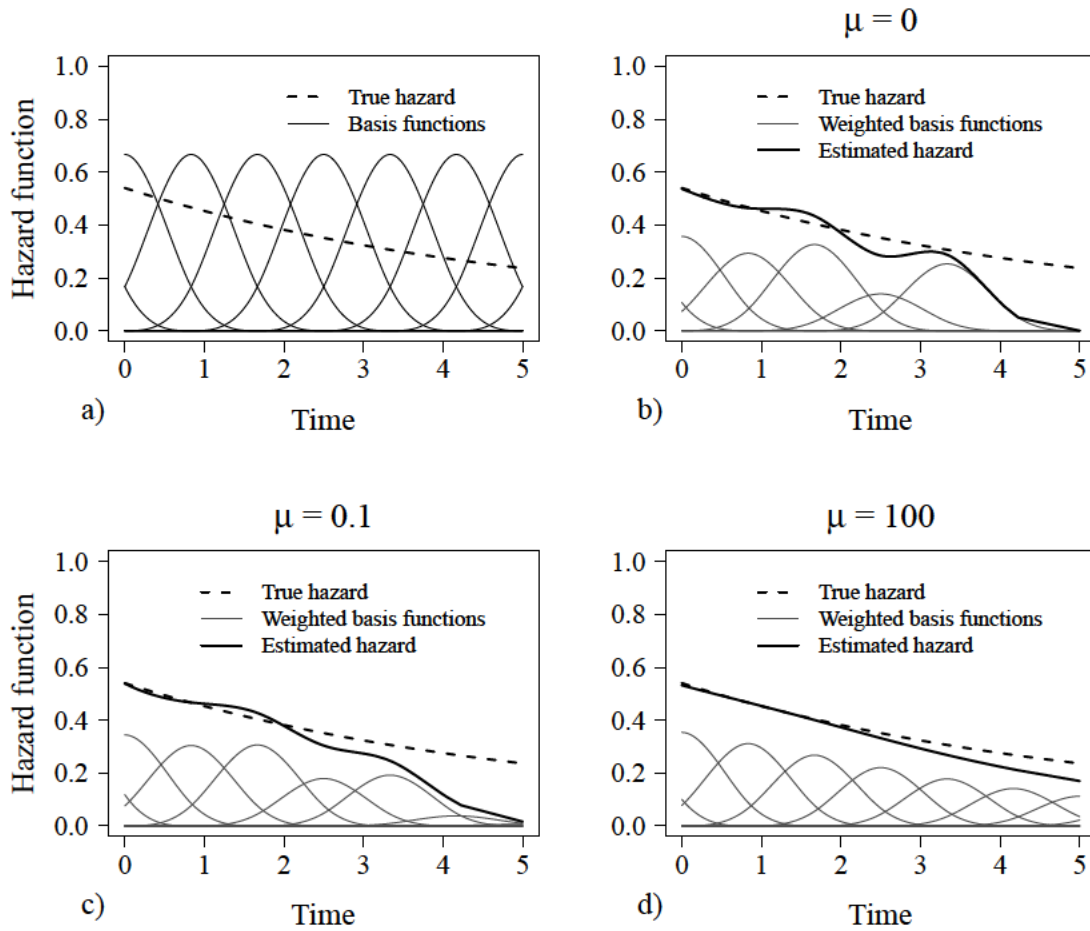 μ = 0
1.0
0.8
0.6
0.4
0.2
0.0
Hazard function
True hazard
Basis functions
0 1 2 3 4 5
a)
Time
1.0
0.8
0.6
0.4
0.2
0.0
True hazard
Weighted basis functions
Estimated hazard
0 1 2 3 4 5
b)
Time
μ = 0.1
1.0
0.8
0.6
0.4
0.2
0.0
Hazard function
True hazard
Weighted basis functions
Estimated hazard
0 1 2 3 4 5
c)
Time
μ = 100
1.0
0.8
0.6
0.4
0.2
0.0
True hazard
Weighted basis functions
Estimated hazard
0 1 2 3 4 5
d)
Time